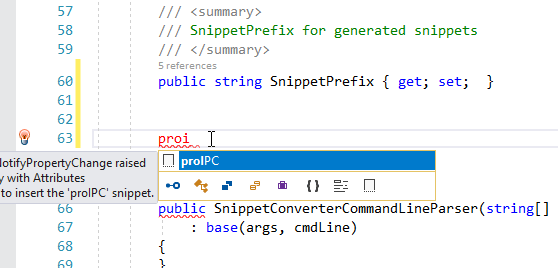 57 /// <summary>
58 /// SnippetPrefix for generated snippets
59 /// </summary>
5 references
60 public string SnippetPrefix { get; set; }
61
62
63 proi
proIPC
otifyPropertyChange raised
y with Attributes
to insert the 'proIPC' snippet.
66 public SnippetConverterCommandLineParser(string[]
67 : base(args, cmdLine)
68 {
69 }